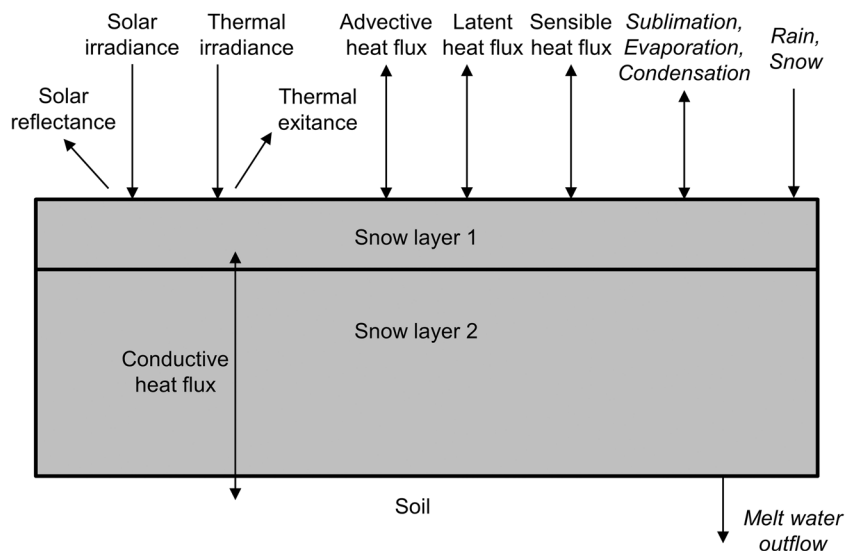 Solar
irradiance
Thermal
irradiance
Advective
heat flux
Latent
heat flux
Sensible
heat flux
Sublimation,
Evaporation,
Condensation
Rain,
Snow
Solar
reflectance
Thermal
exitance
Snow layer 1
Snow layer 2
Conductive
heat flux
Soil
Melt water
outflow